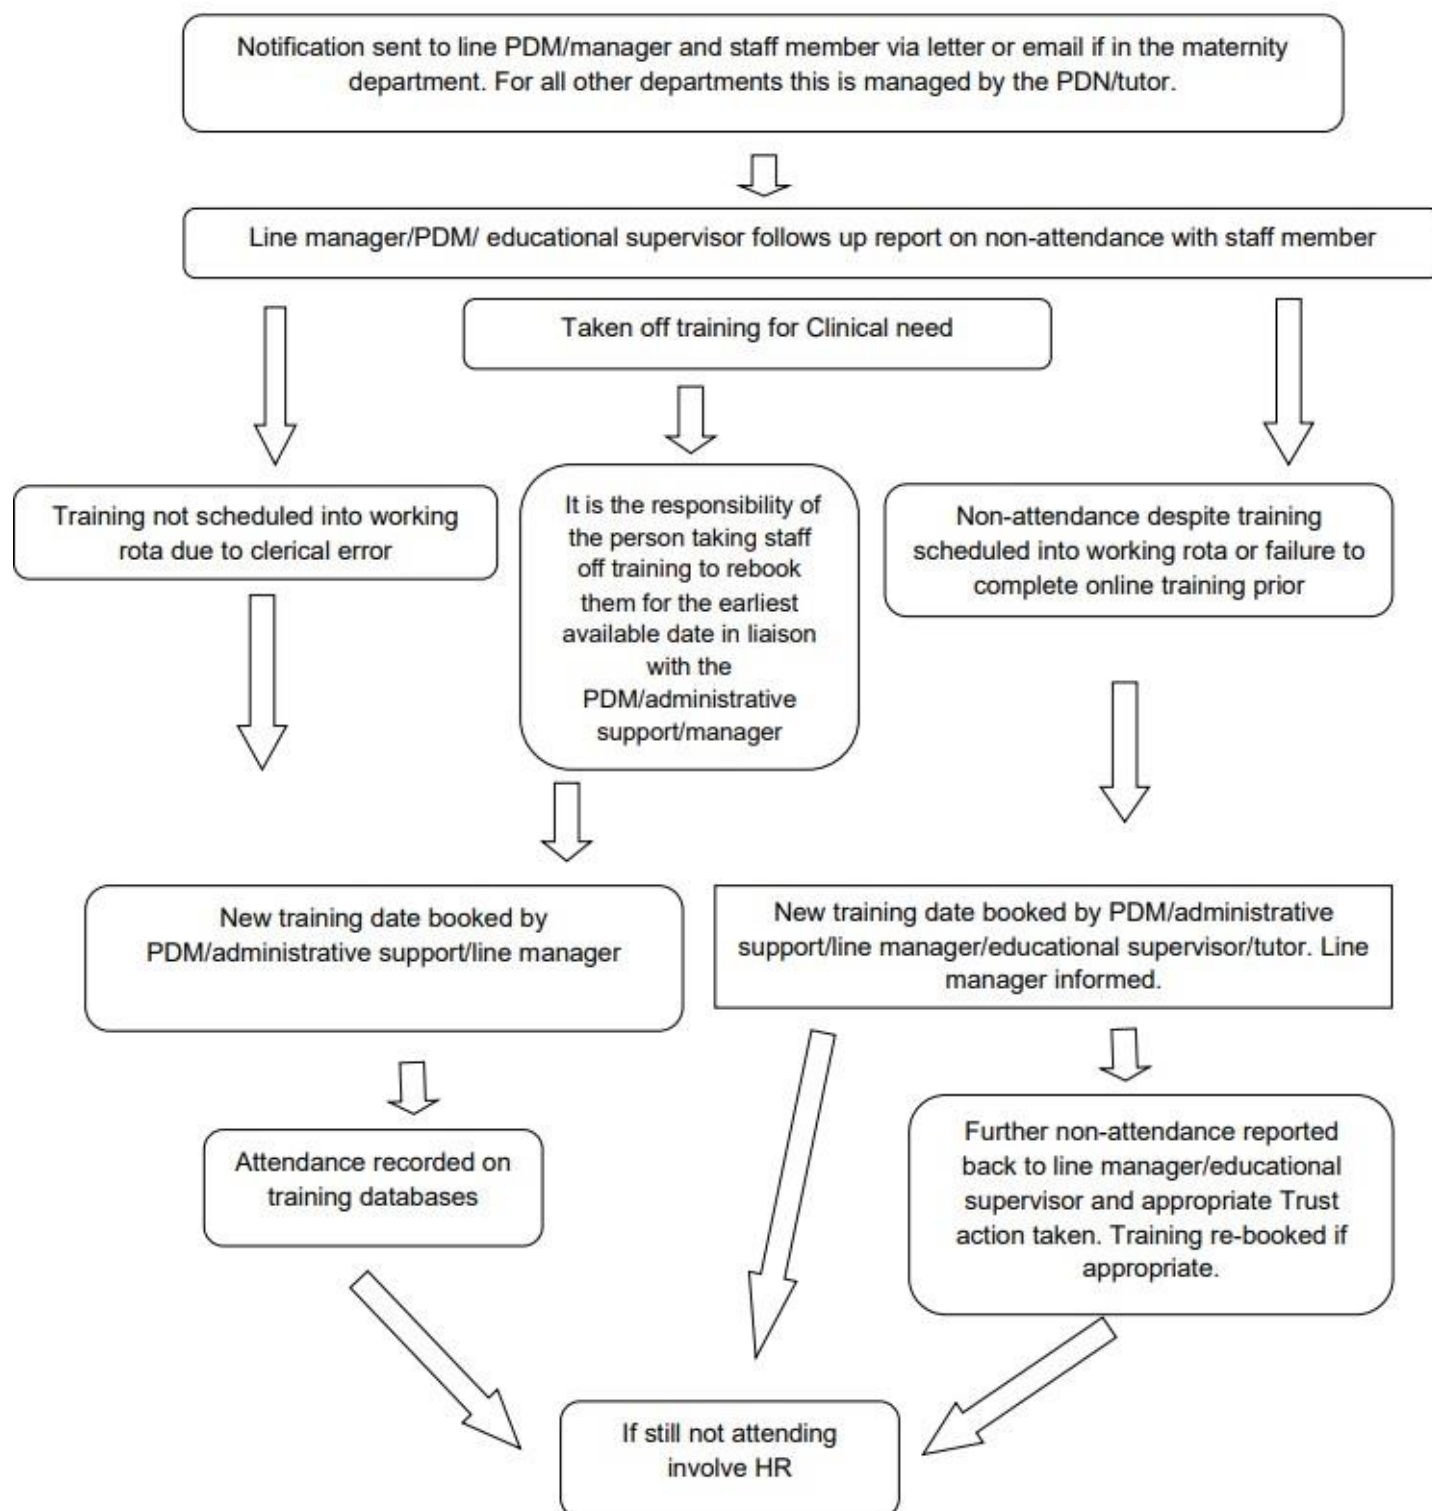 Notification sent to line PDM/manager and staff member via letter or email if in the maternity
department. For all other departments this is managed by the PDN/tutor.
Line manager/PDM/ educational supervisor follows up report on non-attendance with staff member
Taken off training for Clinical need
Training not scheduled into working
rota due to clerical error
It is the responsibility of
the person taking staff
off training to rebook
them for the earliest
available date in liaison
with the
PDM/administrative
support/manager
Non-attendance despite training
scheduled into working rota or failure to
complete online training prior
New training date booked by
PDM/administrative support/line manager
New training date booked by PDM/administrative
support/line manager/educational supervisor/tutor. Line
manager informed.
Attendance recorded on
training databases
Further non-attendance reported
back to line manager/educational
supervisor and appropriate Trust
action taken. Training re-booked if
appropriate.
If still not attending
involve HR